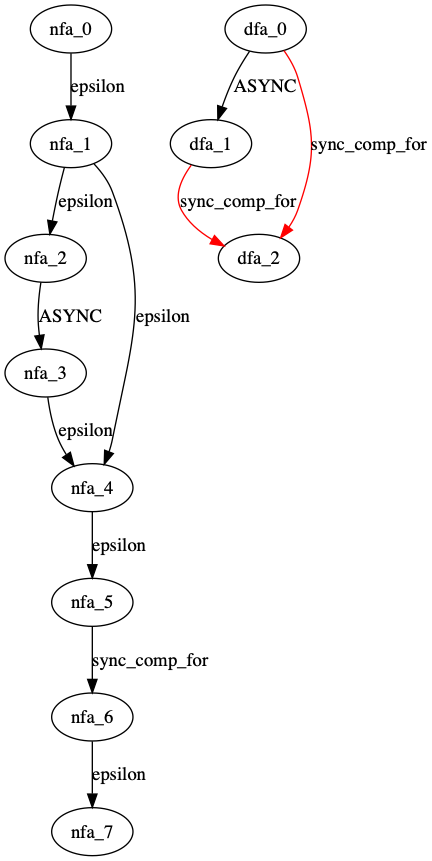 nfa_0
dfa_0
epsilon
ASYNC
nfa_1
dfa_1
sync_comp_for
epsilon
sync_comp_for
nfa_2
dfa_2
ASYNC
epsilon
nfa_3
epsilon
nfa_4
epsilon
nfa_5
sync_comp_for
nfa_6
epsilon
nfa_7